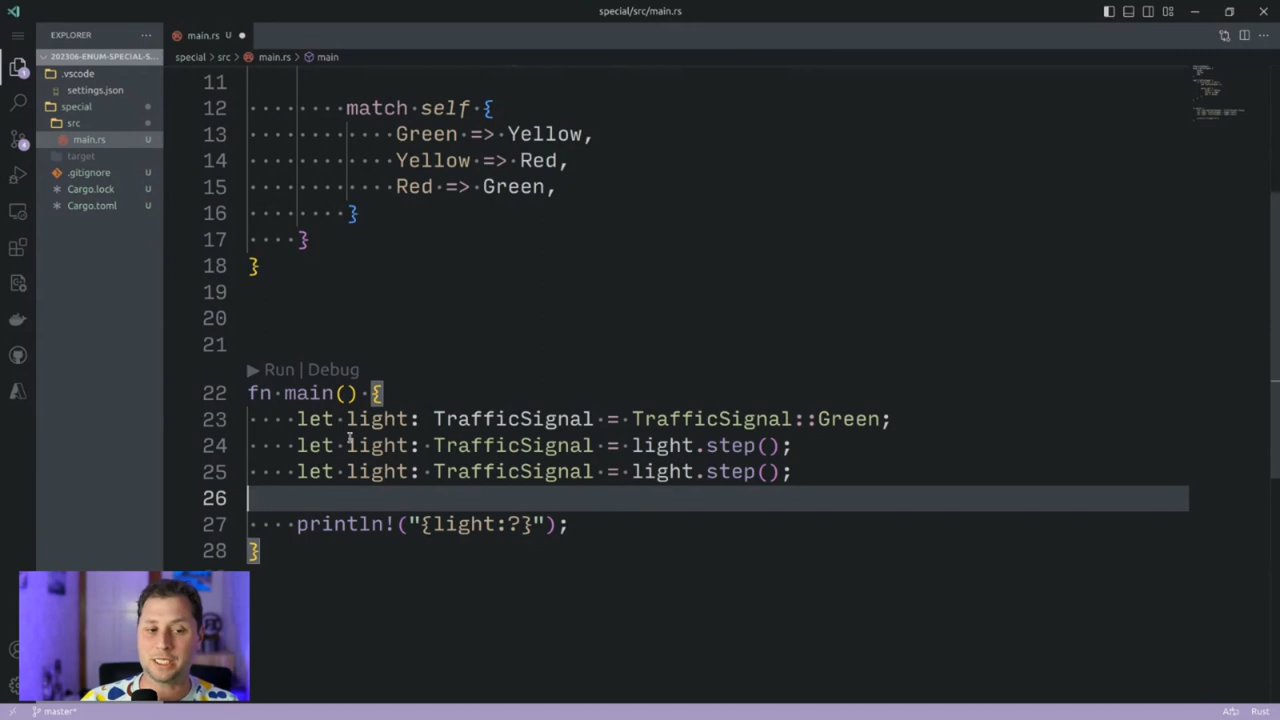 special/src/main.rs
EXPLORER
main.rs U
202306-ENUM-SPECIAL-S...
special > src > main.rs > main
.vscode
settings.json
special
src
main.rs U
target
.gitignore U
Cargo.lock U
Cargo.toml U
1
4
11
12 match self {
13 Green => Yellow,
14 Yellow => Red,
15 Red => Green,
16 }
17 }
18 }
19
20
21
Run | Debug
22 fn main() {
23 let light: TrafficSignal = TrafficSignal::Green;
24 let light: TrafficSignal = light.step();
25 let light: TrafficSignal = light.step();
26
27 println!("{light:?}");
28 }
master*
Rust